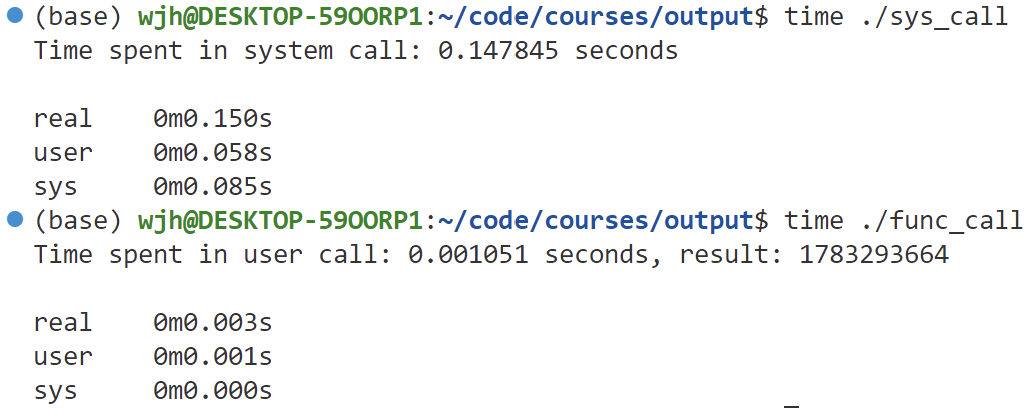 (base) wjh@DESKTOP-59OORP1:~/code/courses/output$ time ./sys_call
Time spent in system call: 0.147845 seconds
real 0m0.150s
user 0m0.058s
sys 0m0.085s
(base) wjh@DESKTOP-59OORP1:~/code/courses/output$ time ./func_call
Time spent in user call: 0.001051 seconds, result: 1783293664
real 0m0.003s
user 0m0.001s
sys 0m0.000s